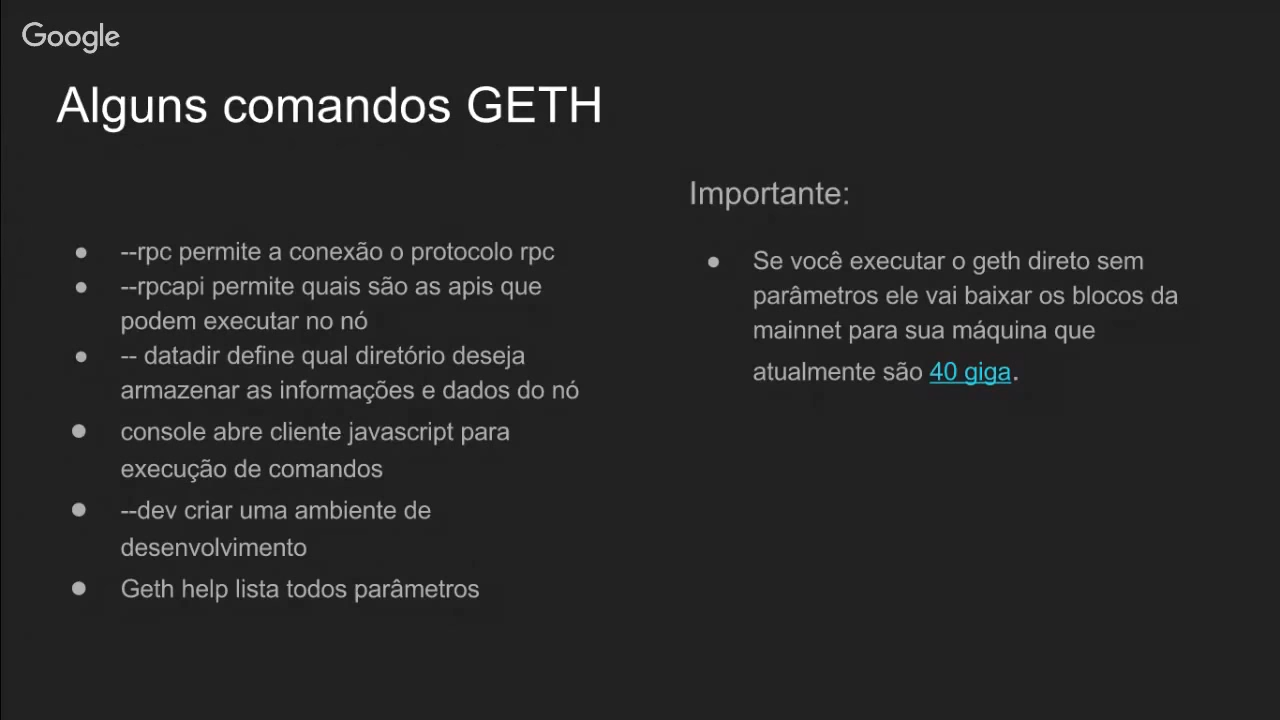 Google
Alguns comandos GETH
● --rpc permite a conexão o protocolo rpc
● --rpcapi permite quais são as apis que
podem executar no nó
● -- datadir define qual diretório deseja
armazenar as informações e dados do nó
● console abre cliente javascript para
execução de comandos
● --dev criar uma ambiente de
desenvolvimento
● Geth help lista todos parâmetros
Importante:
● Se você executar o geth direto sem
parâmetros ele vai baixar os blocos da
mainnet para sua máquina que
atualmente são 40 giga.